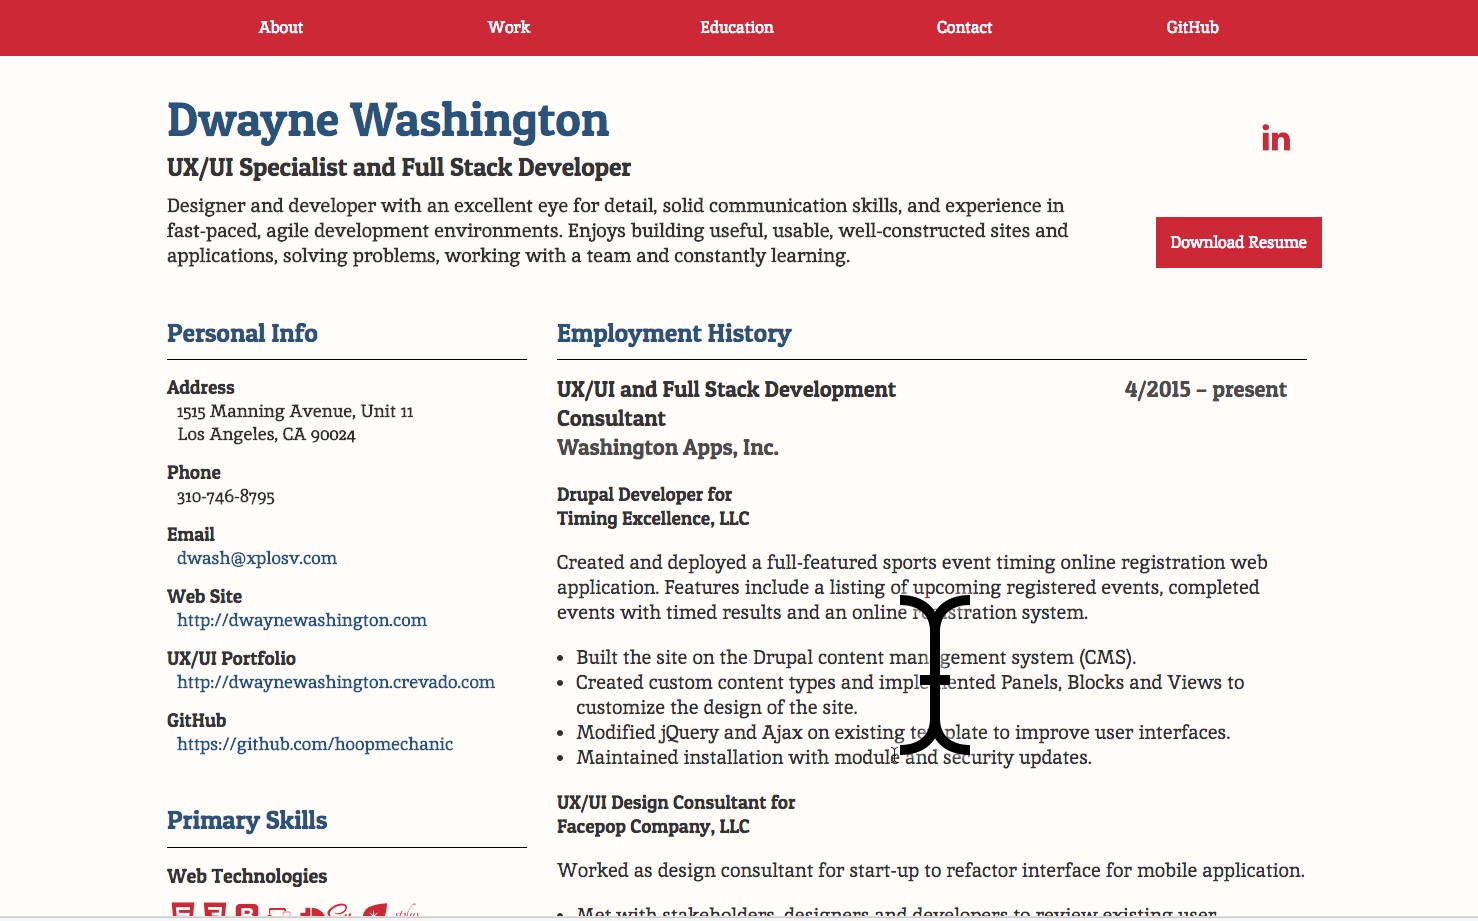 About Work Education Contact GitHub
Dwayne Washington
UX/UI Specialist and Full Stack Developer
Designer and developer with an excellent eye for detail, solid communication skills, and experience in
fast-paced, agile development environments. Enjoys building useful, usable, well-constructed sites and
applications, solving problems, working with a team and constantly learning.
in
Download Resume
Personal Info
Address
1515 Manning Avenue, Unit 11
Los Angeles, CA 90024
Phone
310-746-8795
Email
dwash@xplosv.com
Web Site
http://dwaynewashington.com
UX/UI Portfolio
http://dwaynewashington.crevado.com
GitHub
https://github.com/hoopmechanic
Primary Skills
Web Technologies
Employment History
UX/UI and Full Stack Development 4/2015 – present
Consultant
Washington Apps, Inc.
Drupal Developer for
Timing Excellence, LLC
Created and deployed a full-featured sports event timing online registration web
application. Features include a listing of upcoming registered events, completed
events with timed results and an online registration system.
• Built the site on the Drupal content management system (CMS).
• Created custom content types and implemented Panels, Blocks and Views to
customize the design of the site.
• Modified jQuery and Ajax on existing template to improve user interfaces.
• Maintained installation with module and security updates.
UX/UI Design Consultant for
Facepop Company, LLC
Worked as design consultant for start-up to refactor interface for mobile application.
• Met with stakeholders, designers and developers to review existing user